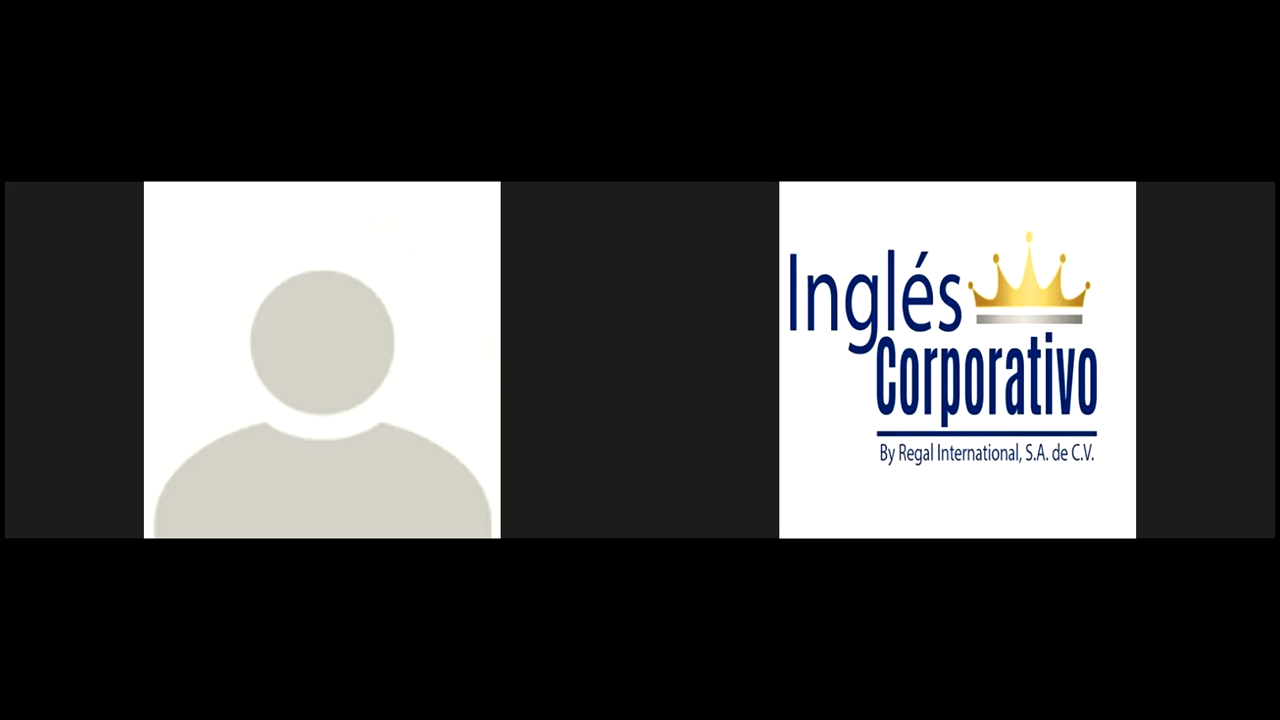 Inglés
Corporativo
By Regal International, S.A. de C.V.